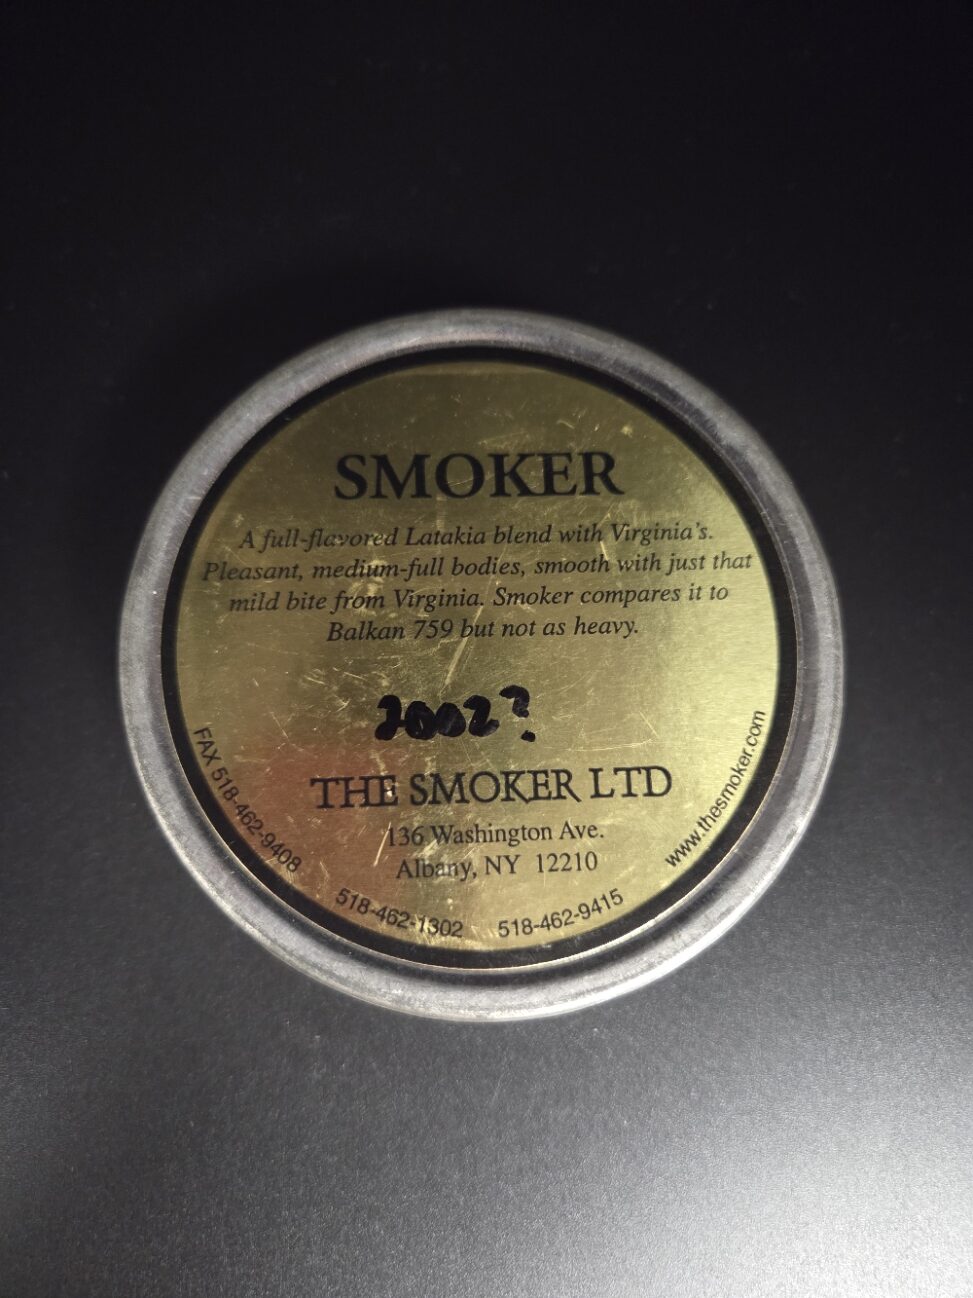 SMOKER
A full-flavored Latakia blend with Virginia's.
Pleasant, medium-full bodies, smooth with just that
mild bite from Virginia. Smoker compares it to
Balkan 759 but not as heavy.
2002?
THE SMOKER LTD
136 Washington Ave.
Albany, NY 12210
FAX 518-462-9408
518-462-1302
518-462-9415
www.thesmoker.com